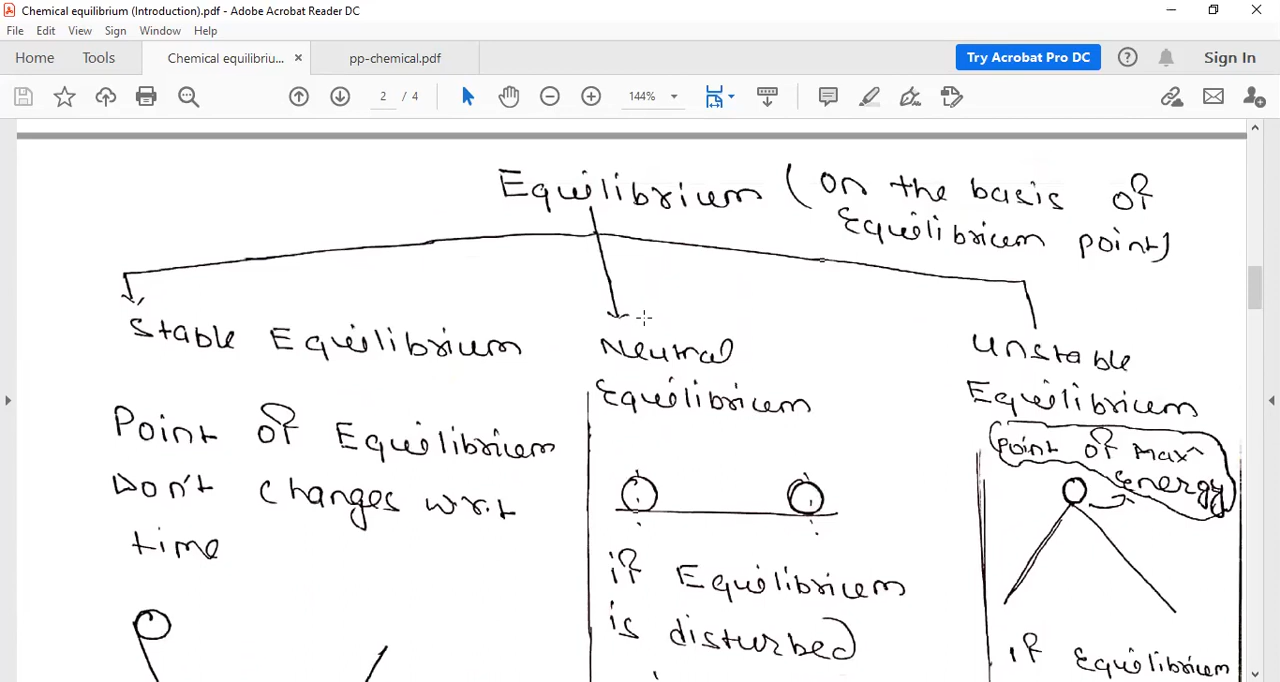 Chemical equilibrium (Introduction).pdf - Adobe Acrobat Reader DC
File Edit View Sign Window Help
Home Tools Chemical equilibriu... × pp-chemical.pdf Try Acrobat Pro DC Sign In
2 / 4 144%
Equilibrium (on the basis of
Equilibrium point)
Stable Equilibrium
Point of Equilibrium
Don't changes w.r.t
time
Neutral
Equilibrium
if Equilibrium
is disturbed
Unstable
Equilibrium
Point of Max
Energy
if Equilibrium